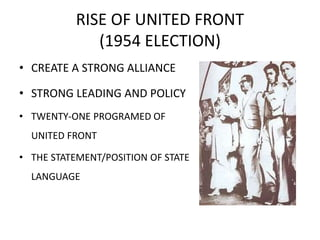 RISE OF UNITED FRONT
(1954 ELECTION)
• CREATE A STRONG ALLIANCE
• STRONG LEADING AND POLICY
• TWENTY-ONE PROGRAMED OF
UNITED FRONT
• THE STATEMENT/POSITION OF STATE
LANGUAGE